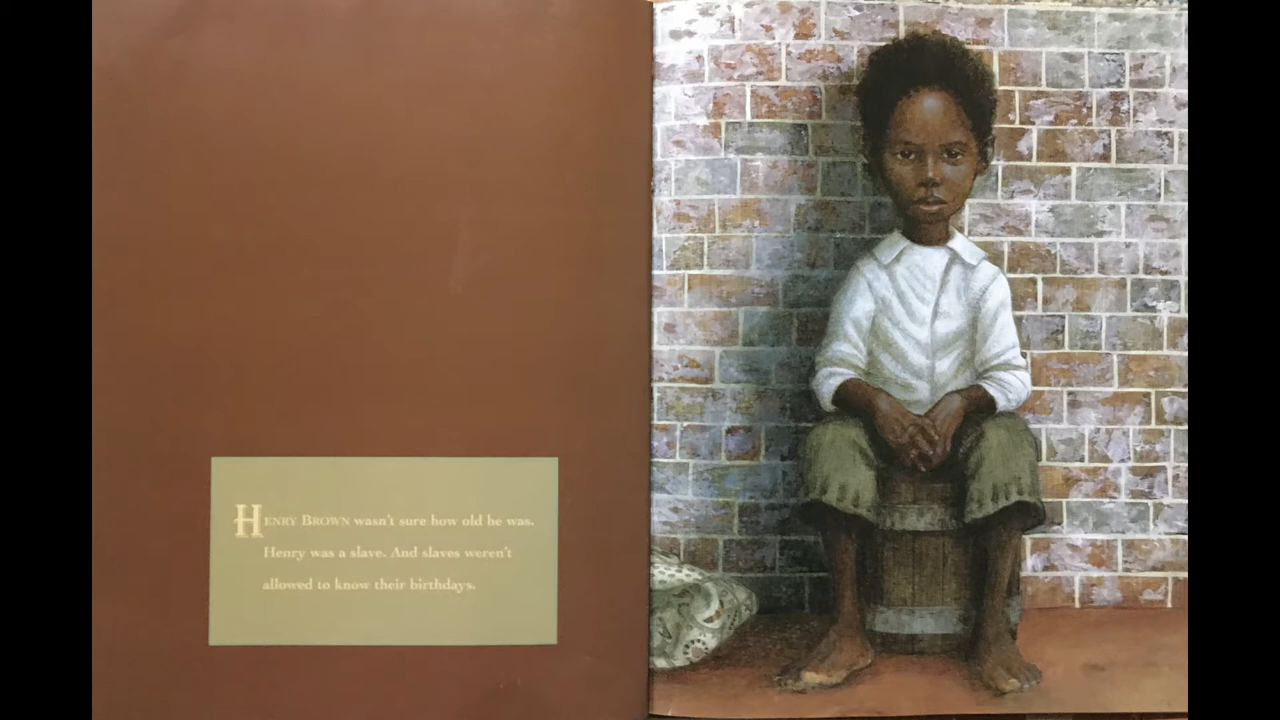 HENRY BROWN wasn't sure how old he was.
Henry was a slave. And slaves weren't
allowed to know their birthdays.